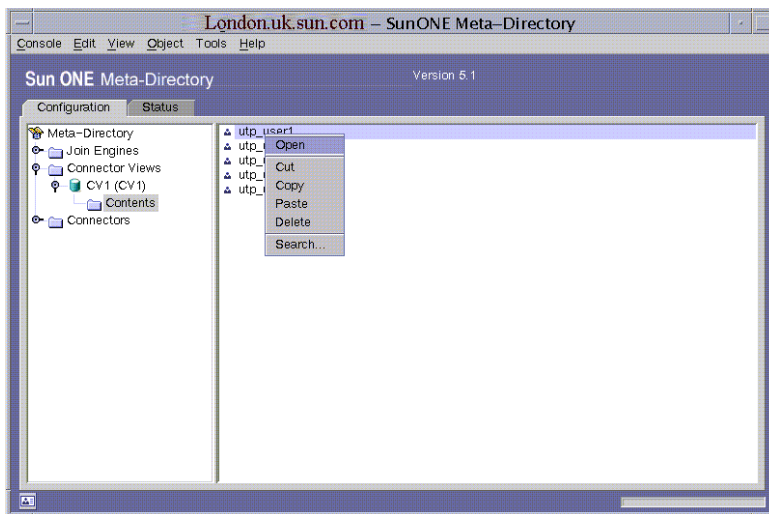 London.uk.sun.com – SunONE Meta–Directory
Console Edit View Object Tools Help
Sun ONE Meta-Directory Version 5.1
Configuration Status
Meta–Directory
Join Engines
Connector Views
CV1 (CV1)
Contents
Connectors
utp_user1
utp_
utp_
utp_
utp_
Open
Cut
Copy
Paste
Delete
Search...